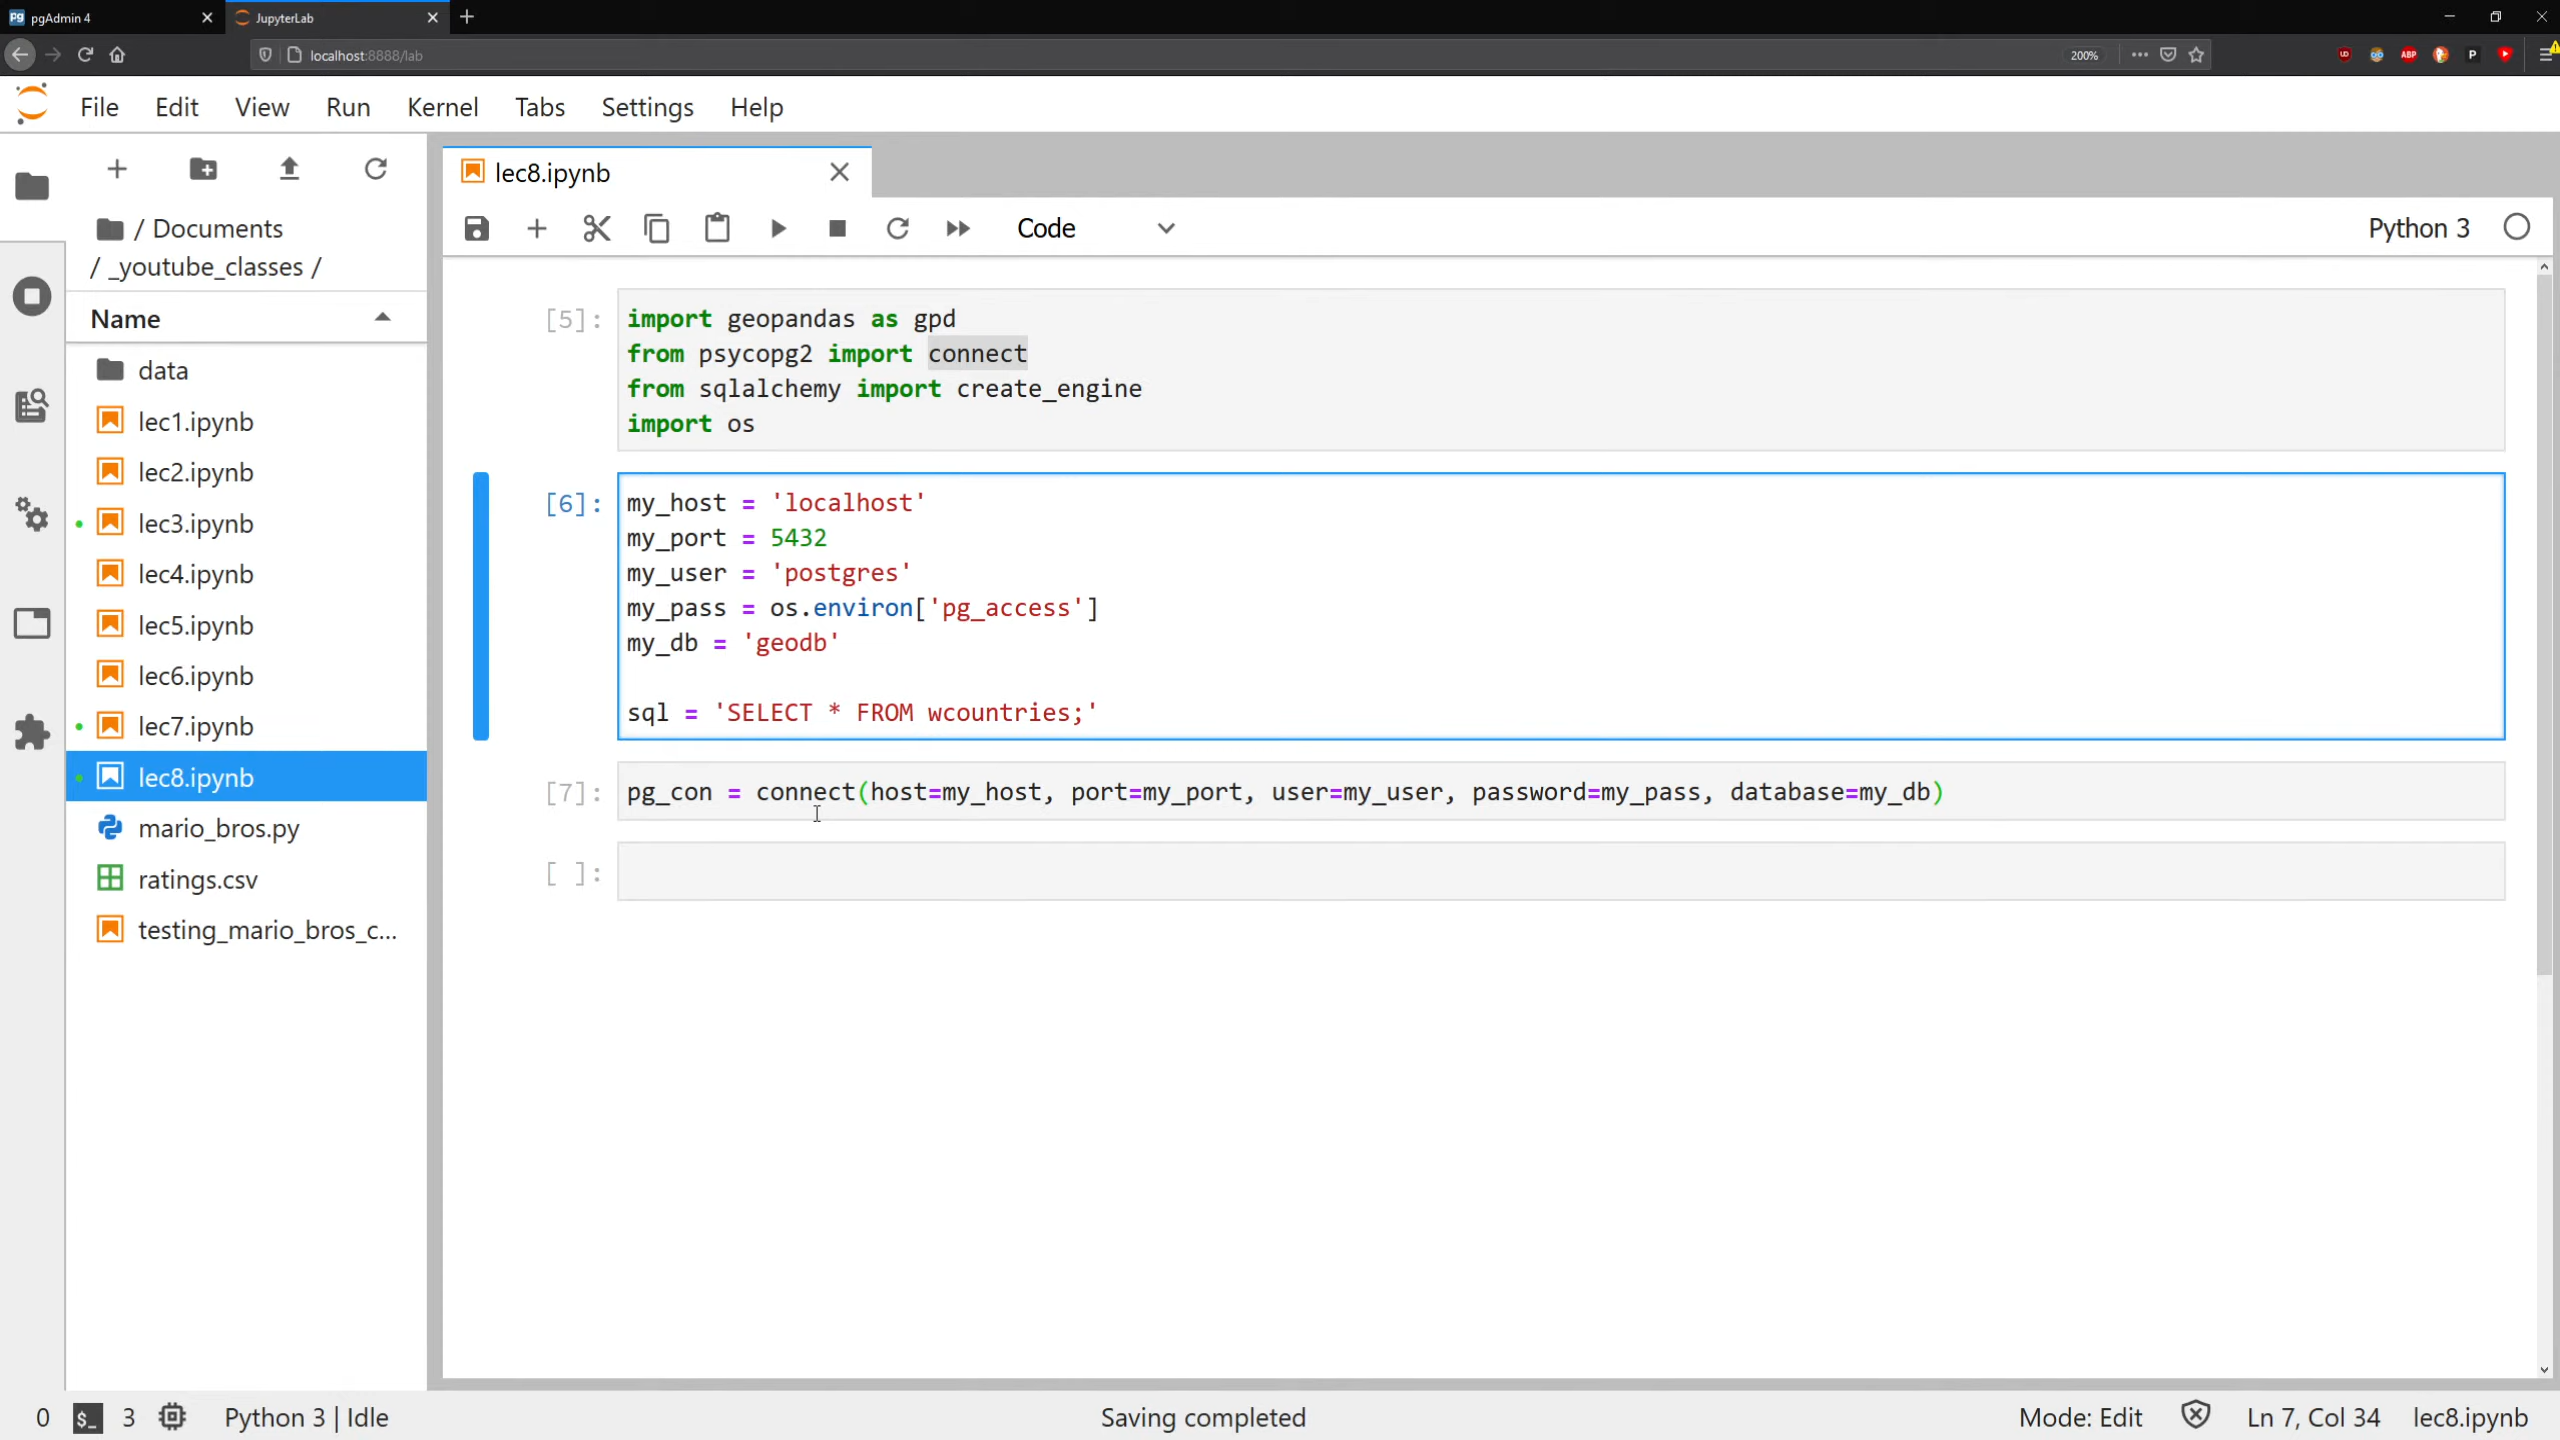 pgAdmin 4
JupyterLab
localhost:8888/lab
200%
File Edit View Run Kernel Tabs Settings Help
/ Documents
/ _youtube_classes /
Name
data
lec1.ipynb
lec2.ipynb
lec3.ipynb
lec4.ipynb
lec5.ipynb
lec6.ipynb
lec7.ipynb
lec8.ipynb
mario_bros.py
ratings.csv
testing_mario_bros_c...
lec8.ipynb
Code
Python 3
[5]: import geopandas as gpd
from psycopg2 import connect
from sqlalchemy import create_engine
import os
[6]: my_host = 'localhost'
my_port = 5432
my_user = 'postgres'
my_pass = os.environ['pg_access']
my_db = 'geodb'
sql = 'SELECT * FROM wcountries;'
[7]: pg_con = connect(host=my_host, port=my_port, user=my_user, password=my_pass, database=my_db)
[ ]:
0 $_ 3 Python 3 | Idle Saving completed Mode: Edit Ln 7, Col 34 lec8.ipynb